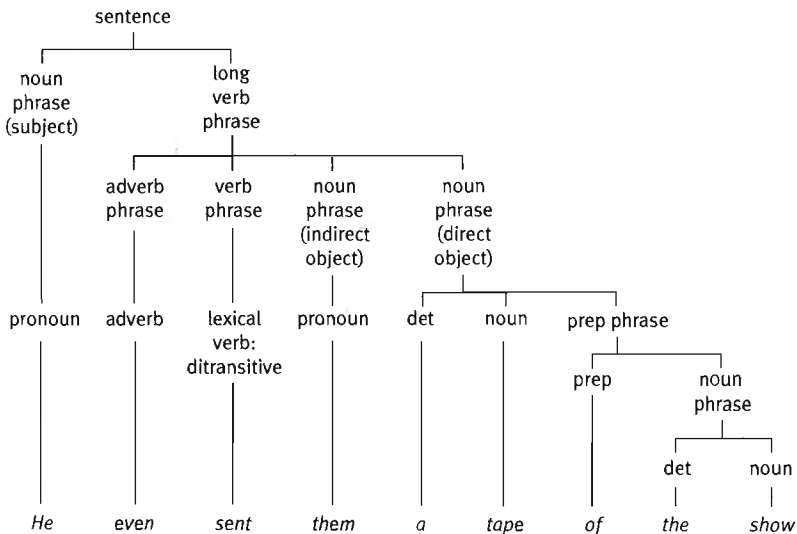 sentence
noun
phrase
(subject)
long
verb
phrase
adverb
phrase
verb
phrase
noun
phrase
(indirect
object)
noun
phrase
(direct
object)
pronoun
adverb
lexical
verb:
ditransitive
pronoun
det
noun
prep phrase
prep
noun
phrase
det
noun
He even sent them a tape of the show